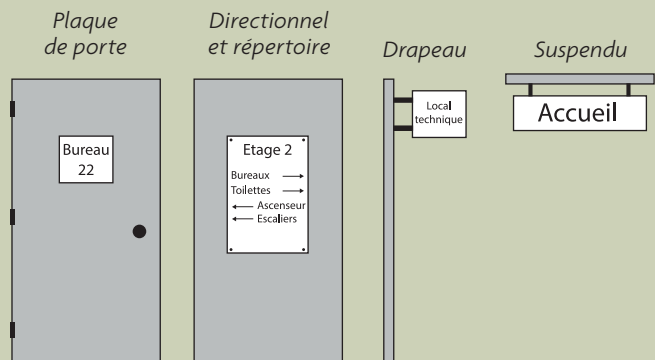 Plaque
de porte
Directionnel
et répertoire
Drapeau
Suspendu
Bureau
22
Etage 2
Bureaux
Toilettes
Ascenseur
Escaliers
Local
technique
Accueil